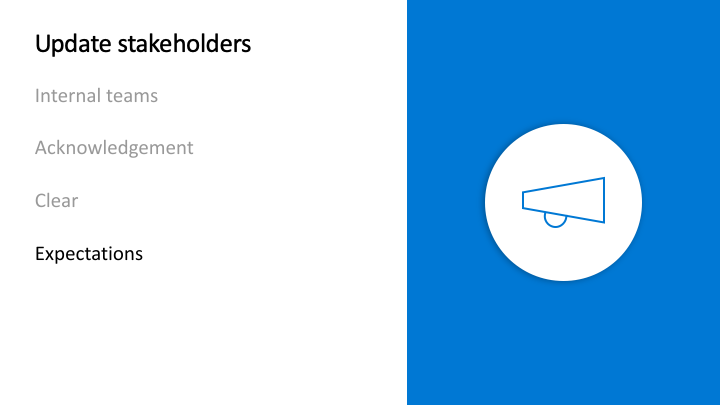 Update stakeholders
Internal teams
Acknowledgement
Clear
Expectations